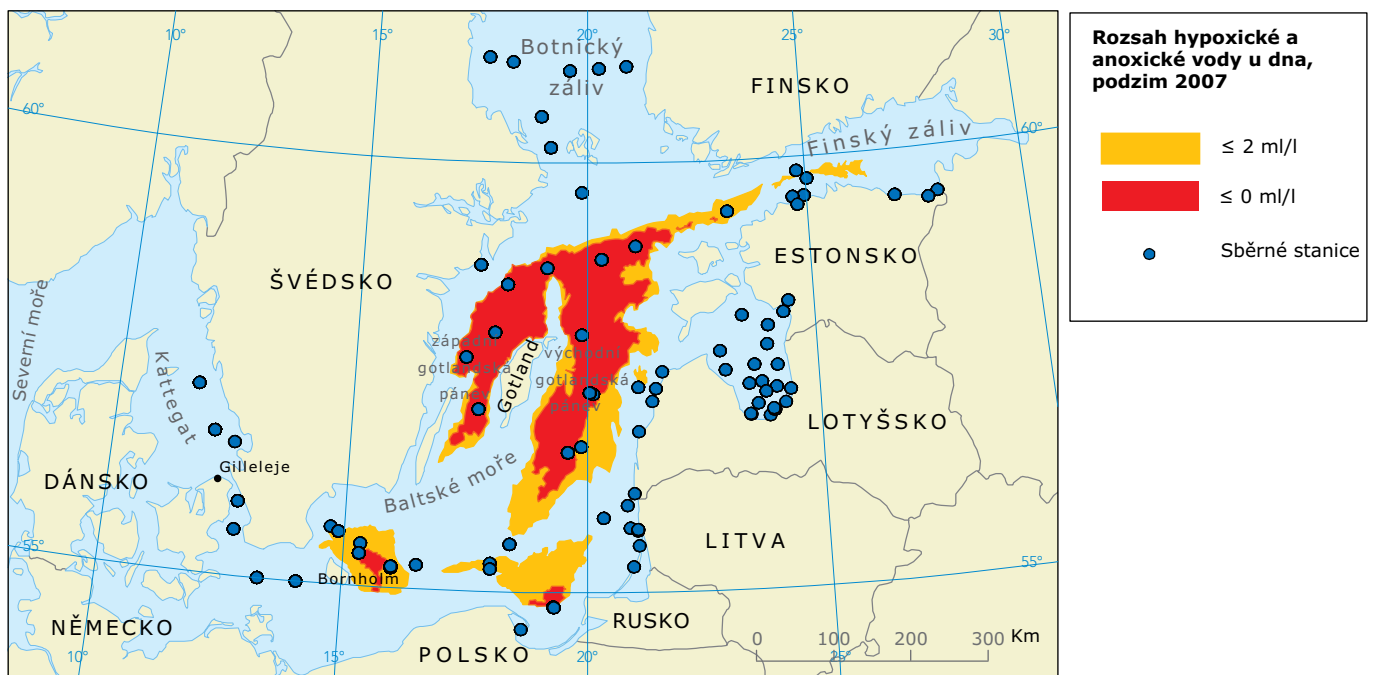 10°
15°
20°
25°
30°
Botnický
záliv
FINSKO
60°
60°
Finský záliv
Severní moře
ŠVÉDSKO
ESTONSKO
Kattegat
západní
gotlandská
pánev
Gotland
východní
gotlandská
pánev
LOTYŠSKO
Gilleleje
DÁNSKO
Baltské moře
LITVA
55°
55°
Bornholm
NĚMECKO
RUSKO
POLSKO
0 100 200 300 Km
10°
15°
20°
25°
Rozsah hypoxické a
anoxické vody u dna,
podzim 2007
≤ 2 ml/l
≤ 0 ml/l
Sběrné stanice